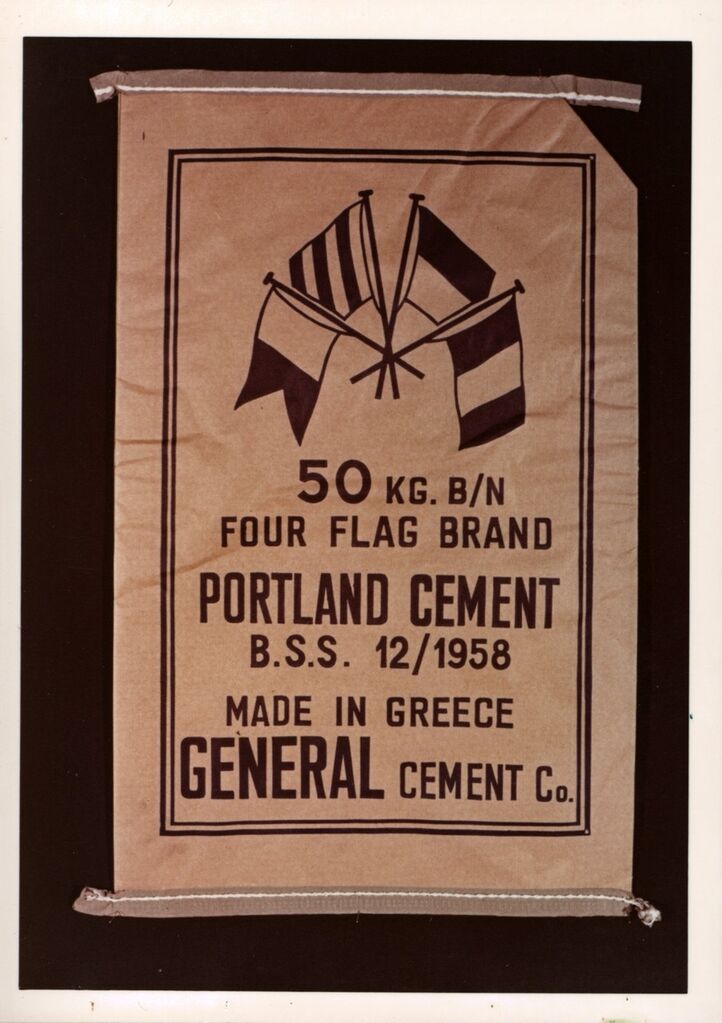 50 KG. B/N
FOUR FLAG BRAND
PORTLAND CEMENT
B.S.S. 12/1958
MADE IN GREECE
GENERAL CEMENT Co.